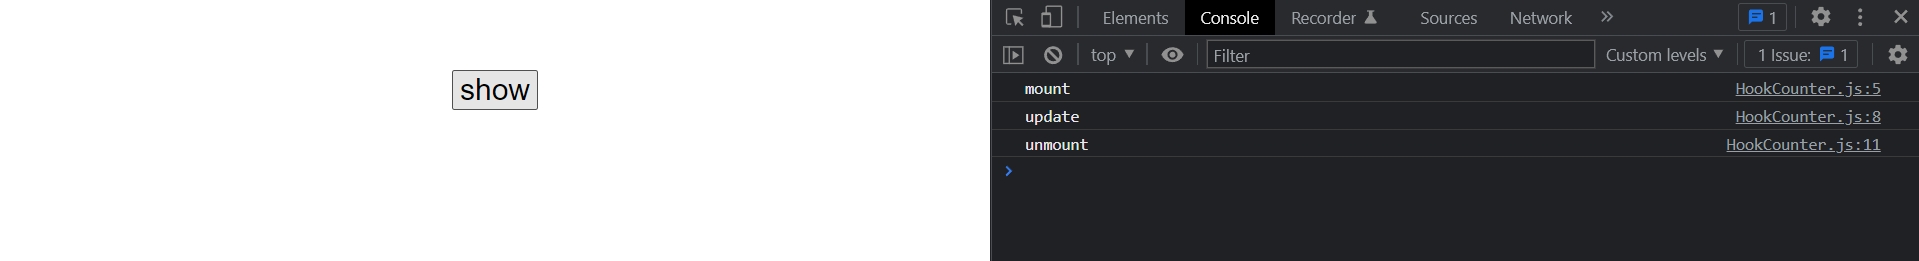 show
Elements Console Recorder Sources Network » 1
top Filter Custom levels 1 Issue: 1
mount HookCounter.js:5
update HookCounter.js:8
unmount HookCounter.js:11